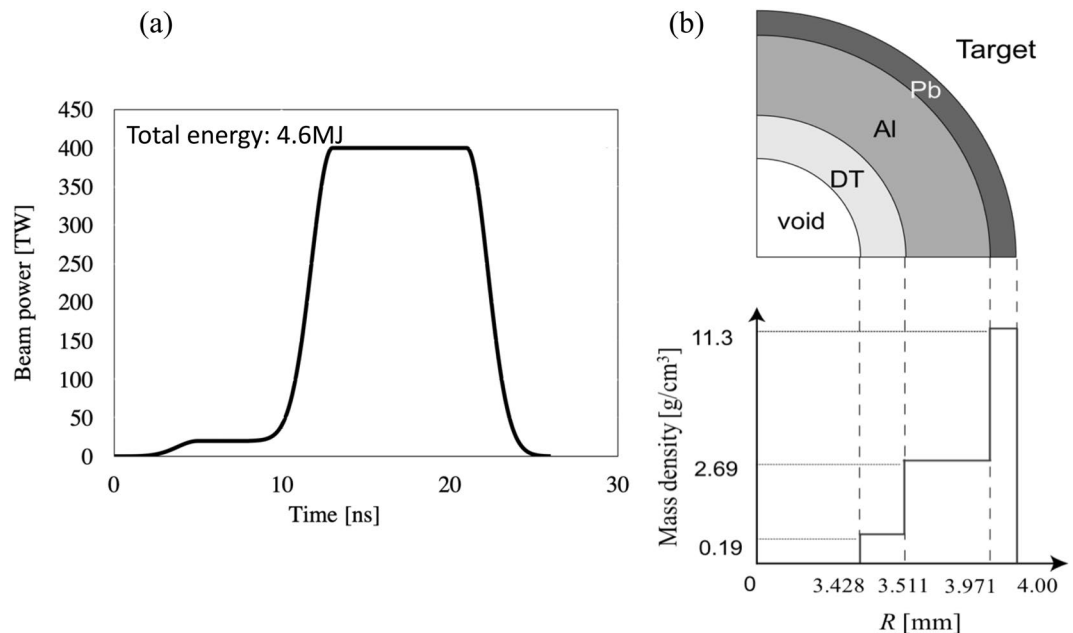 (a)
Total energy: 4.6MJ
450
400
350
300
250
200
150
100
50
0
Beam power [TW]
0 10 20 30
Time [ns]
(b)
Target
Pb
Al
DT
void
11.3
2.69
0.19
Mass density [g/cm³]
0 3.428 3.511 3.971 4.00
R [mm]